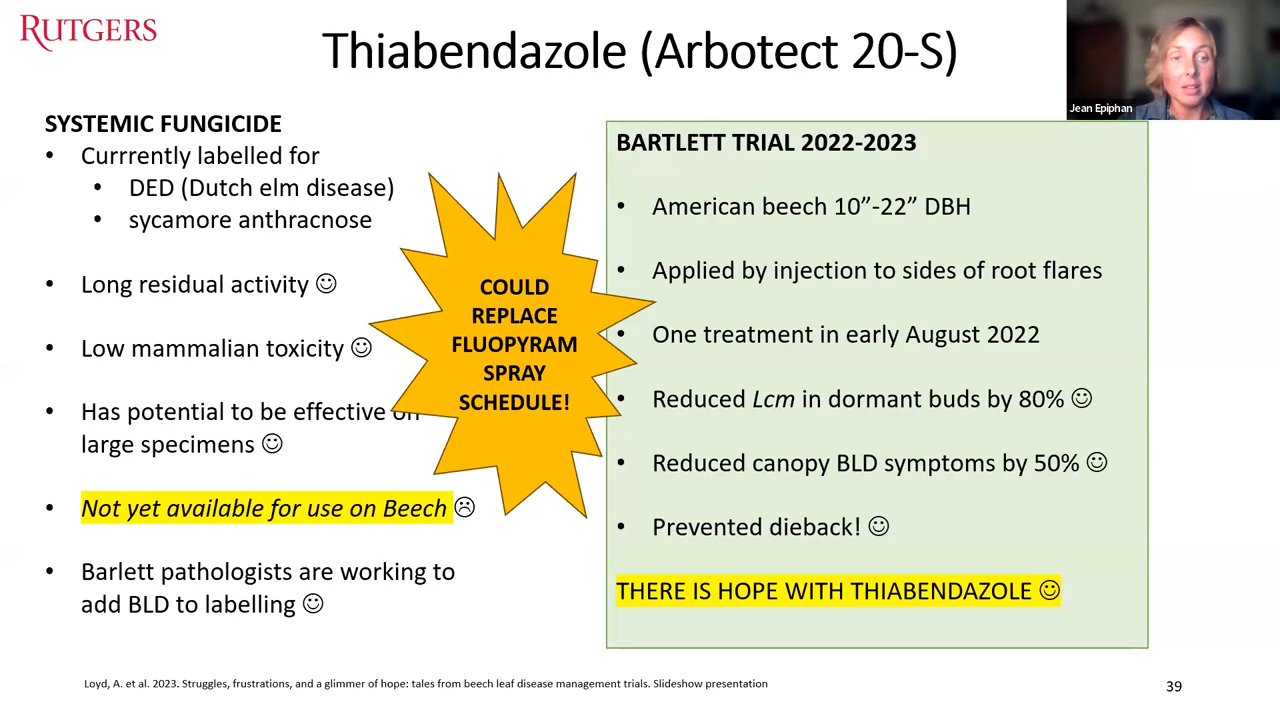 RUTGERS
Thiabendazole (Arbotect 20-S)
Jean Epiphan
SYSTEMIC FUNGICIDE
• Currrently labelled for
• DED (Dutch elm disease)
• sycamore anthracnose
• Long residual activity ☺
• Low mammalian toxicity ☺
• Has potential to be effective on
large specimens ☺
• Not yet available for use on Beech ☹
• Barlett pathologists are working to
add BLD to labelling ☺
COULD
REPLACE
FLUOPYRAM
SPRAY
SCHEDULE!
BARTLETT TRIAL 2022-2023
• American beech 10”-22” DBH
• Applied by injection to sides of root flares
• One treatment in early August 2022
• Reduced Lcm in dormant buds by 80% ☺
• Reduced canopy BLD symptoms by 50% ☺
• Prevented dieback! ☺
THERE IS HOPE WITH THIABENDAZOLE ☺
Loyd, A. et al. 2023. Struggles, frustrations, and a glimmer of hope: tales from beech leaf disease management trials. Slideshow presentation
39